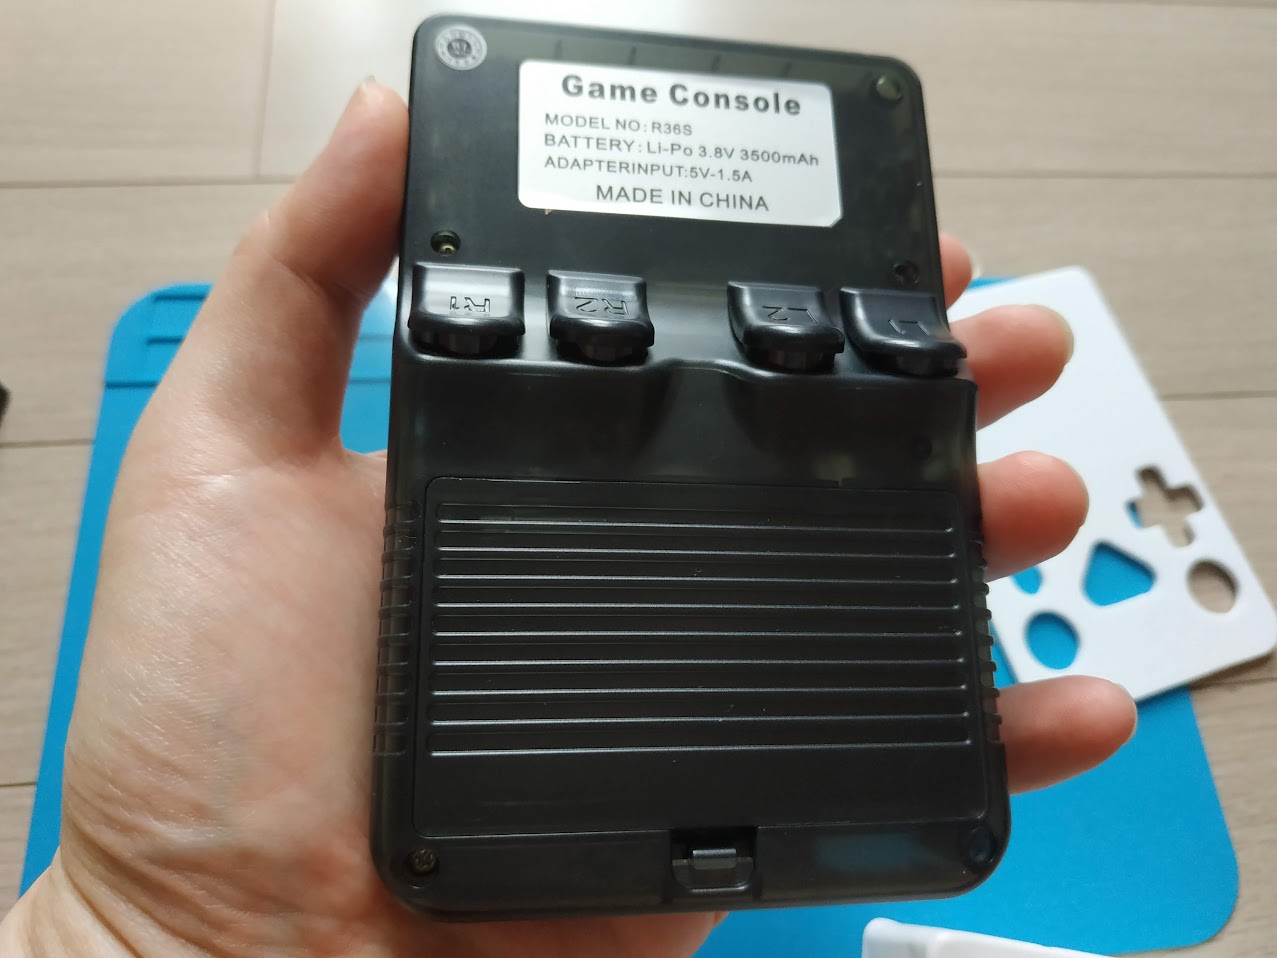 Game Console
MODEL NO: R36S
BATTERY: Li-Po 3.8V 3500mAh
ADAPTERINPUT:5V-1.5A
MADE IN CHINA
R1 R2 L2 L1